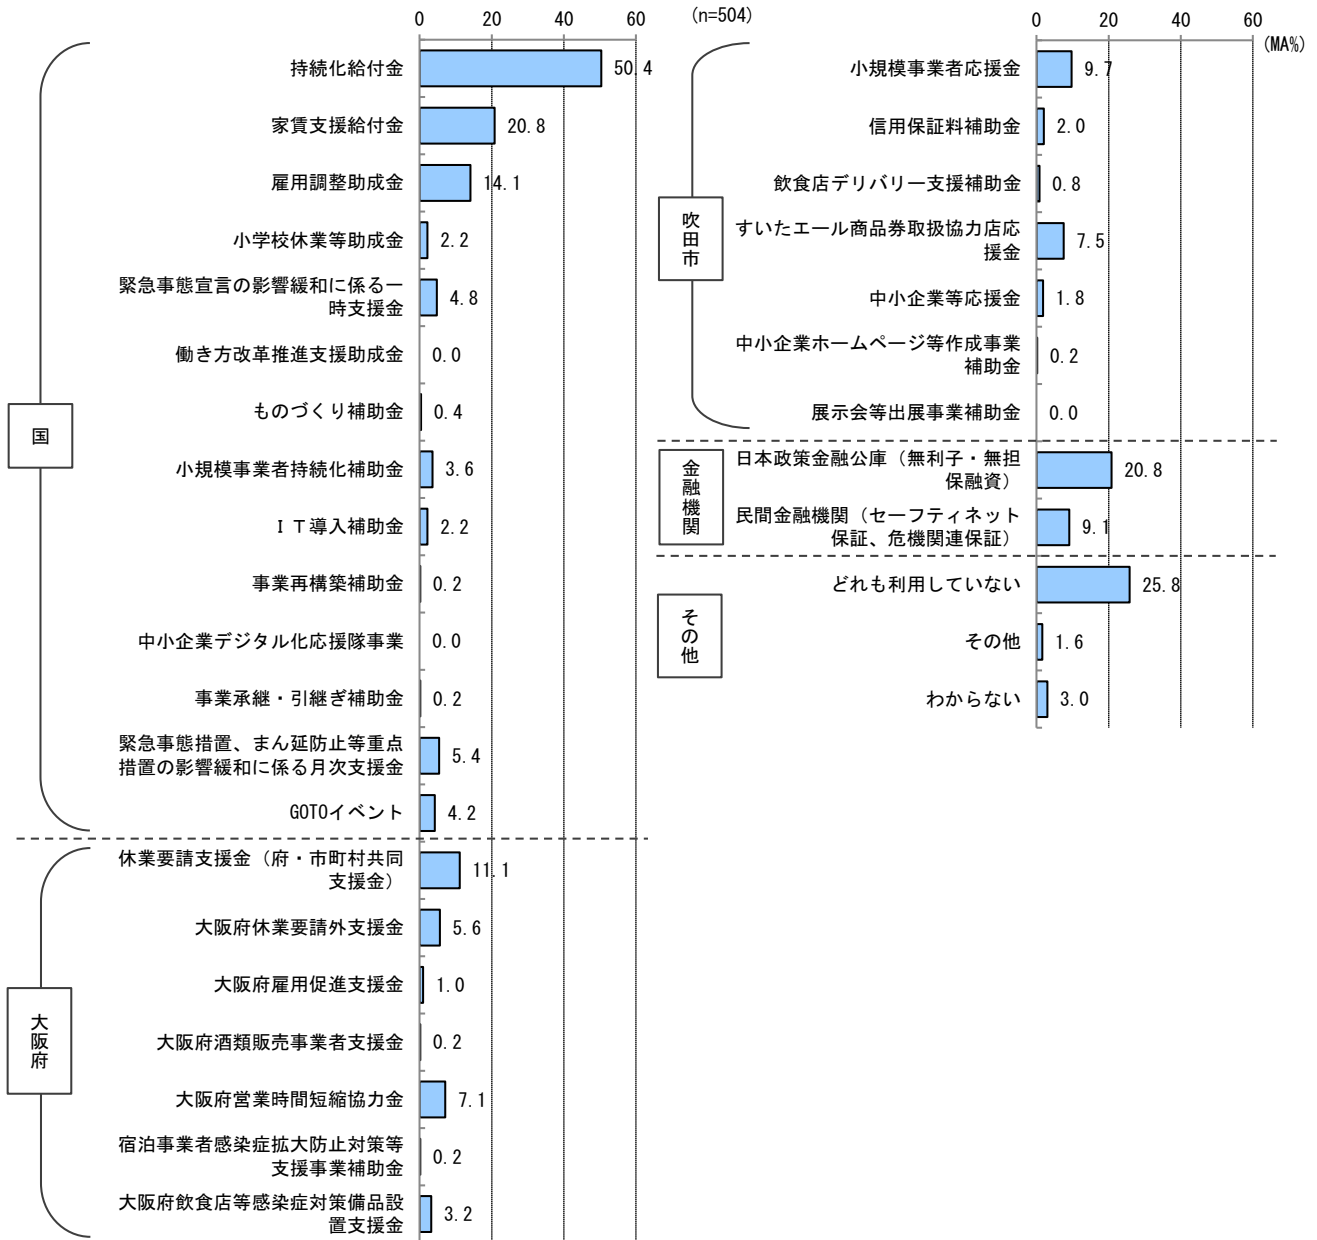 0 20 40 60
(n=504)
国
持続化給付金 50.4
家賃支援給付金 20.8
雇用調整助成金 14.1
小学校休業等助成金 2.2
緊急事態宣言の影響緩和に係る一
時支援金 4.8
働き方改革推進支援助成金 0.0
ものづくり補助金 0.4
小規模事業者持続化補助金 3.6
ＩＴ導入補助金 2.2
事業再構築補助金 0.2
中小企業デジタル化応援隊事業 0.0
事業承継・引継ぎ補助金 0.2
緊急事態措置、まん延防止等重点
措置の影響緩和に係る月次支援金 5.4
GOTOイベント 4.2
大阪府
休業要請支援金（府・市町村共同
支援金） 11.1
大阪府休業要請外支援金 5.6
大阪府雇用促進支援金 1.0
大阪府酒類販売事業者支援金 0.2
大阪府営業時間短縮協力金 7.1
宿泊事業者感染症拡大防止対策等
支援事業補助金 0.2
大阪府飲食店等感染症対策備品設
置支援金 3.2
0 20 40 60
(MA%)
吹田市
小規模事業者応援金 9.7
信用保証料補助金 2.0
飲食店デリバリー支援補助金 0.8
すいたエール商品券取扱協力店応
援金 7.5
中小企業等応援金 1.8
中小企業ホームページ等作成事業
補助金 0.2
展示会等出展事業補助金 0.0
金融機関
日本政策金融公庫（無利子・無担
保融資） 20.8
民間金融機関（セーフティネット
保証、危機関連保証） 9.1
その他
どれも利用していない 25.8
その他 1.6
わからない 3.0